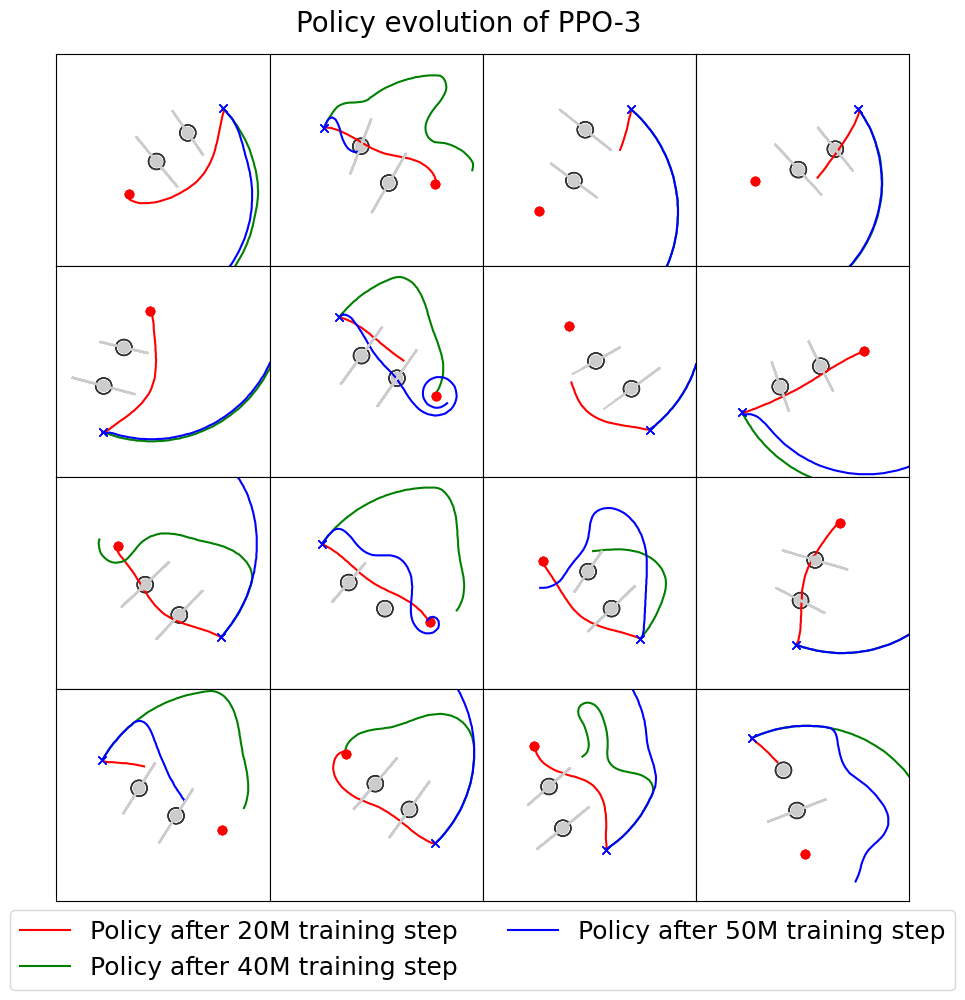 Policy evolution of PPO-3
Policy after 20M training step
Policy after 40M training step
Policy after 50M training step